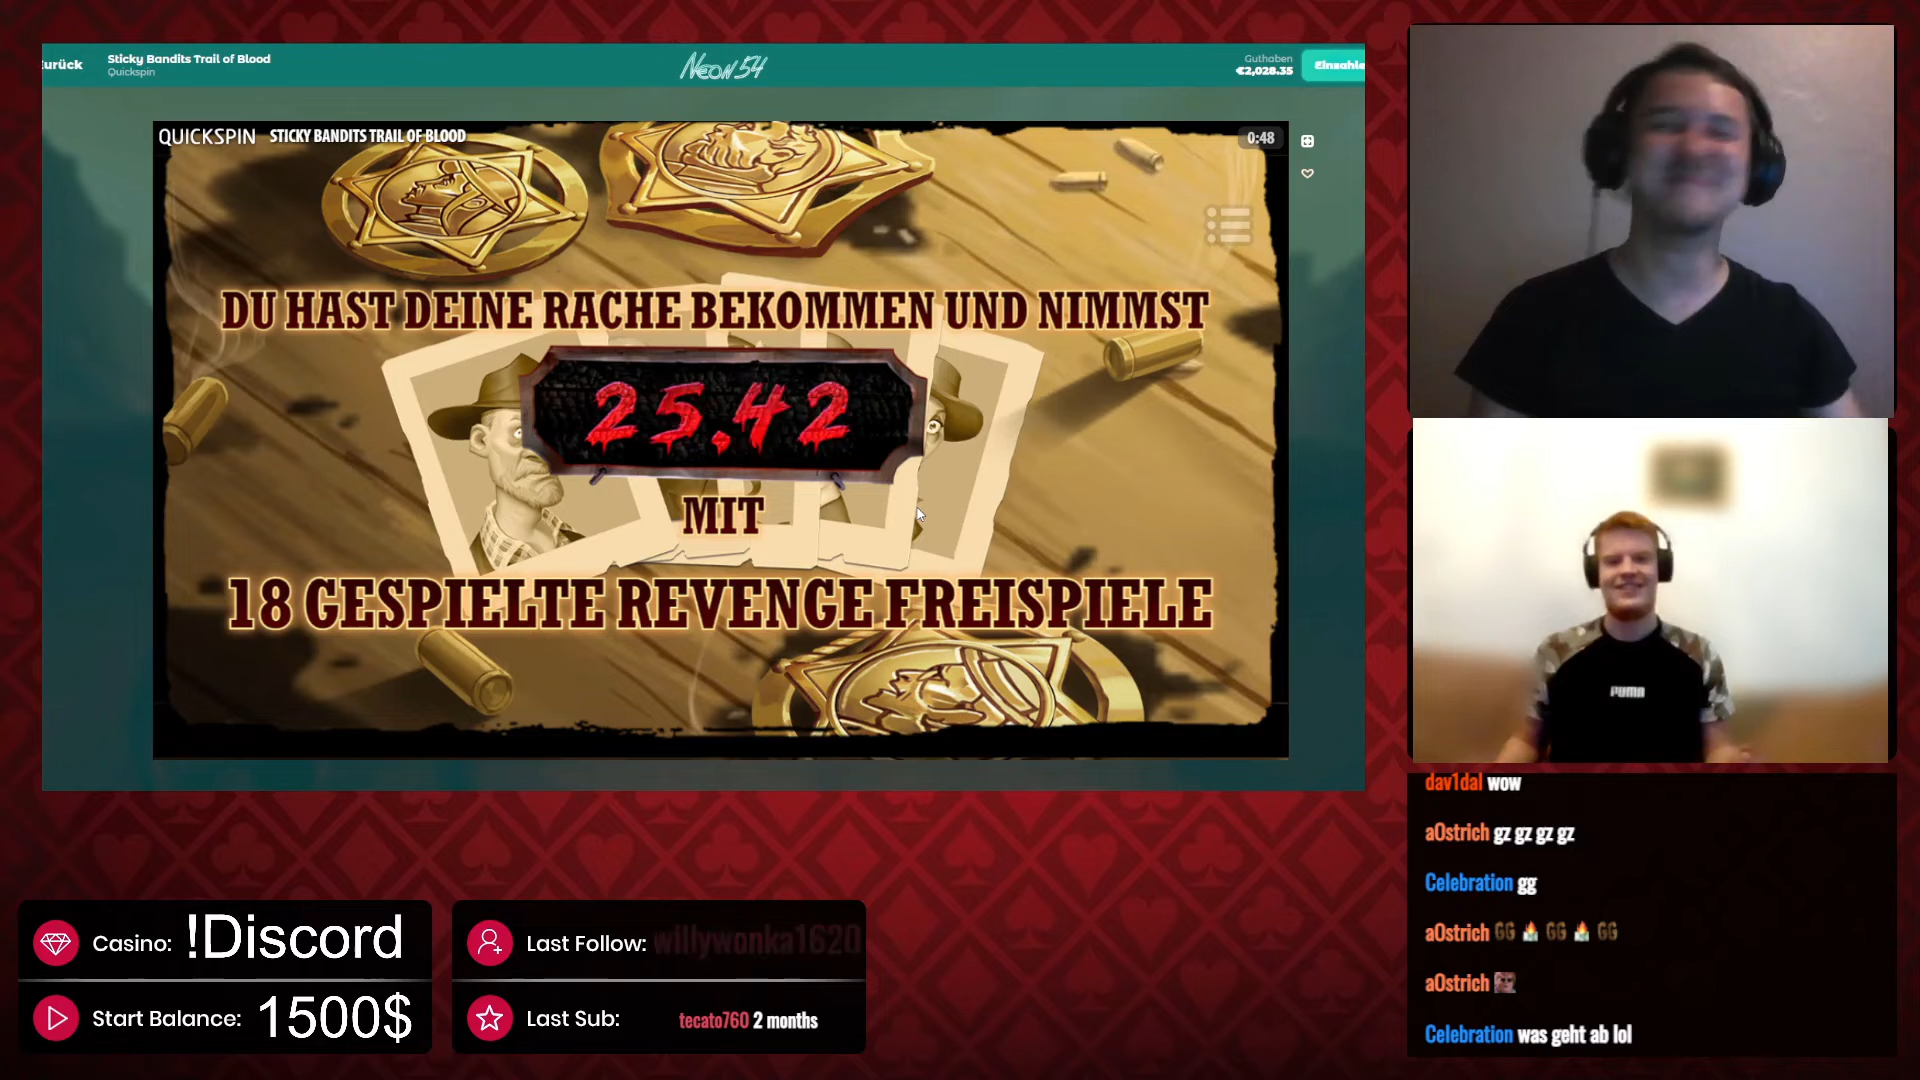 urück
Sticky Bandits Trail of Blood
Quickspin
NEON54
Guthaben
€2,028.35
Einzahle
QUICKSPIN STICKY BANDITS TRAIL OF BLOOD
0:48
DU HAST DEINE RACHE BEKOMMEN UND NIMMST
25.42
MIT
18 GESPIELTE REVENGE FREISPIELE
PUMA
dav1dal wow
aOstrich gz gz gz gz
Celebration gg
aOstrich GG GG GG
aOstrich
Celebration was geht ab lol
Casino: !Discord
Start Balance: 1500$
Last Follow: willywonka1620
Last Sub: tecato760 2 months